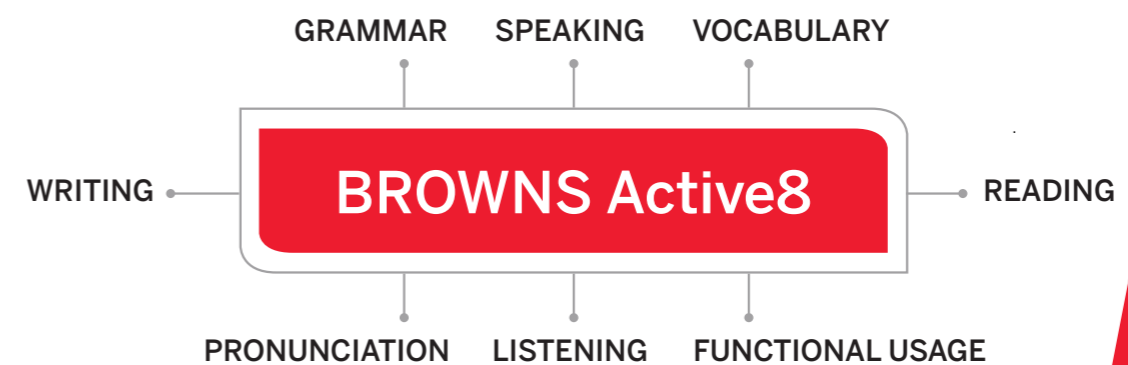 GRAMMAR SPEAKING VOCABULARY
WRITING BROWNS Active8 READING
PRONUNCIATION LISTENING FUNCTIONAL USAGE